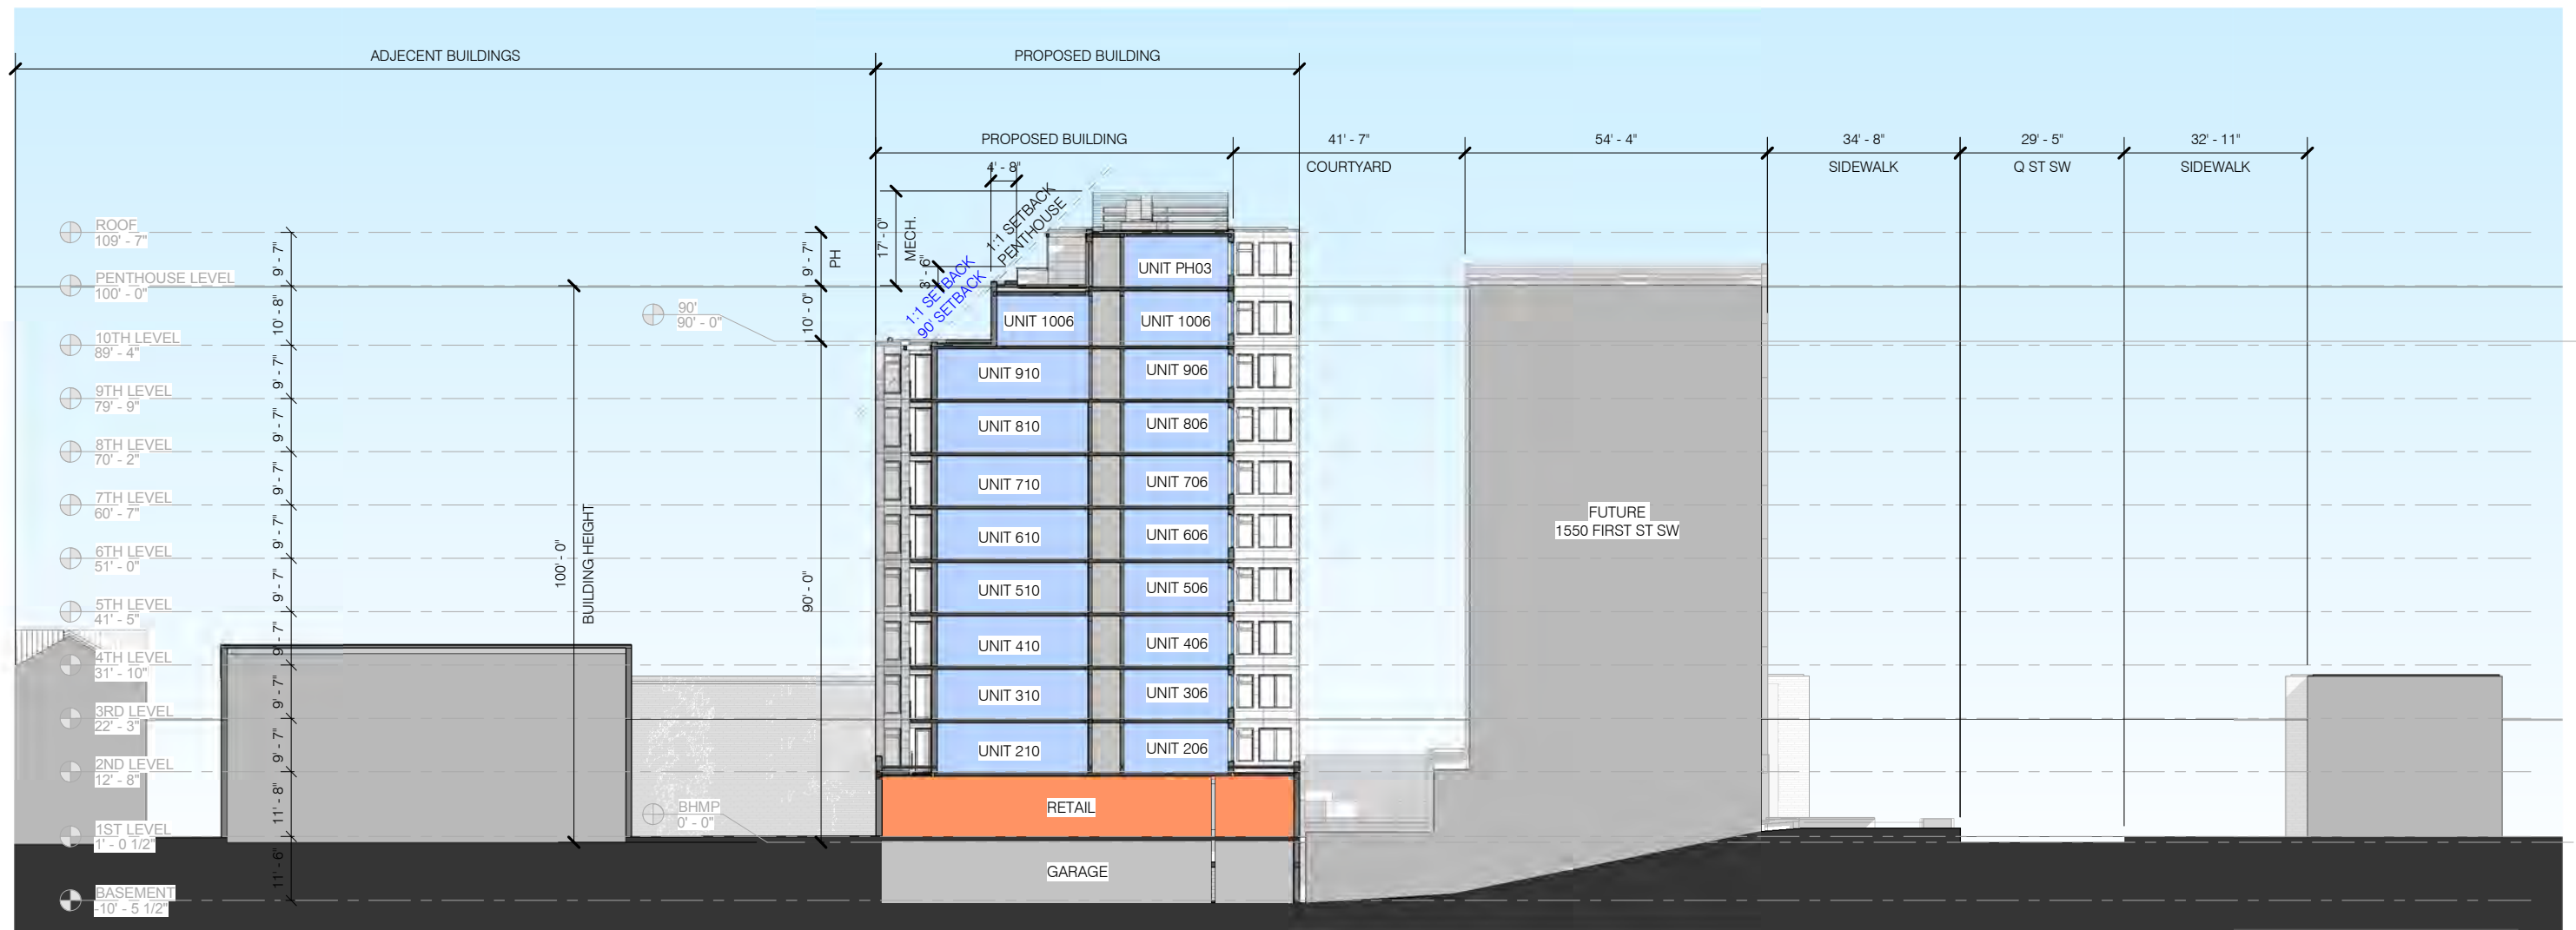 ADJECENT BUILDINGS
PROPOSED BUILDING
PROPOSED BUILDING
41' - 7"
COURTYARD
54' - 4"
34' - 8"
SIDEWALK
29' - 5"
Q ST SW
32' - 11"
SIDEWALK
4' - 8"
17' - 0"
MECH.
3' - 6"
1:1 SETBACK
PENTHOUSE
1:1 SETBACK
90' SETBACK
ROOF
109' - 7"
PENTHOUSE LEVEL
100' - 0"
10TH LEVEL
89' - 4"
9TH LEVEL
79' - 9"
8TH LEVEL
70' - 2"
7TH LEVEL
60' - 7"
6TH LEVEL
51' - 0"
5TH LEVEL
41' - 5"
4TH LEVEL
31' - 10"
3RD LEVEL
22' - 3"
2ND LEVEL
12' - 8"
1ST LEVEL
1' - 0 1/2"
BASEMENT
-10' - 5 1/2"
9' - 7"
10' - 8"
9' - 7"
9' - 7"
9' - 7"
9' - 7"
9' - 7"
9' - 7"
9' - 7"
9' - 7"
11' - 8"
11' - 6"
100' - 0"
BUILDING HEIGHT
90'
90' - 0"
BHMP
0' - 0"
9' - 7"
PH
10' - 0"
90' - 0"
UNIT PH03
UNIT 1006
UNIT 1006
UNIT 910
UNIT 906
UNIT 810
UNIT 806
UNIT 710
UNIT 706
UNIT 610
UNIT 606
UNIT 510
UNIT 506
UNIT 410
UNIT 406
UNIT 310
UNIT 306
UNIT 210
UNIT 206
RETAIL
GARAGE
FUTURE
1550 FIRST ST SW